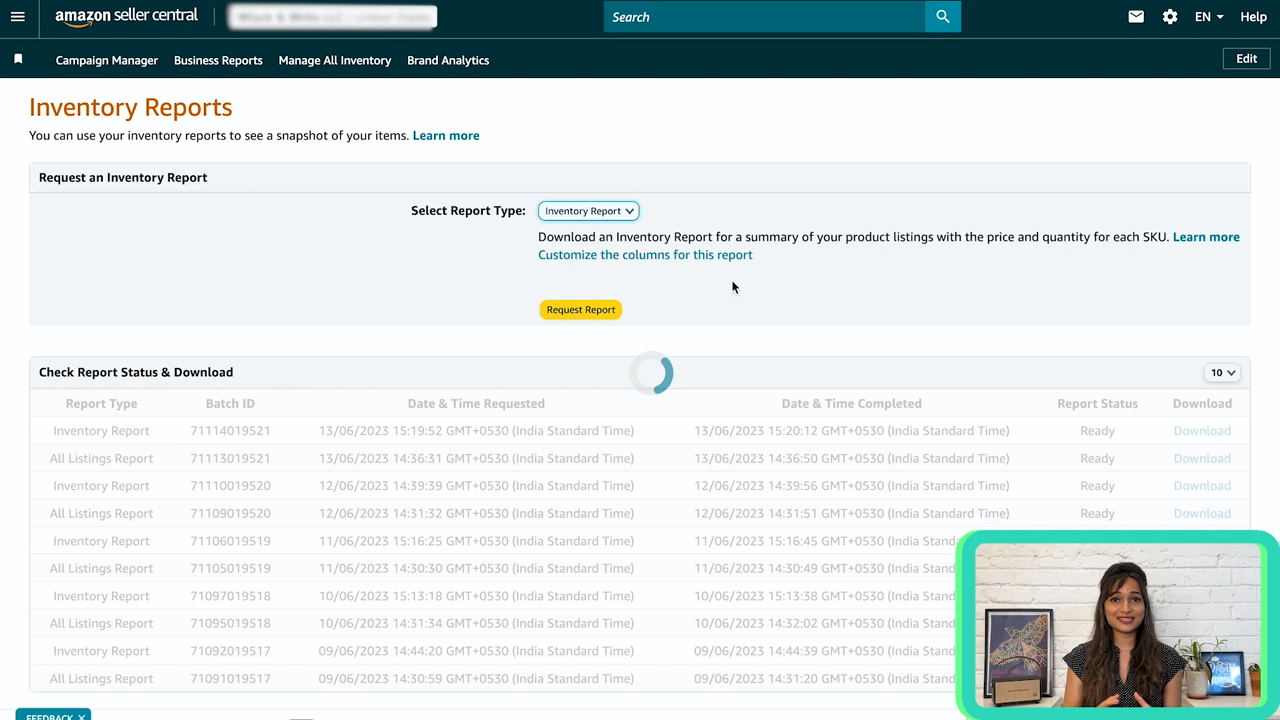 amazon seller central
Search
EN
Help
Campaign Manager
Business Reports
Manage All Inventory
Brand Analytics
Edit
Inventory Reports
You can use your inventory reports to see a snapshot of your items. Learn more
Request an Inventory Report
Select Report Type: Inventory Report
Download an Inventory Report for a summary of your product listings with the price and quantity for each SKU. Learn more
Customize the columns for this report
Request Report
Check Report Status & Download 10
Report Type Batch ID Date & Time Requested Date & Time Completed Report Status Download
Inventory Report 71114019521 13/06/2023 15:19:52 GMT+0530 (India Standard Time) 13/06/2023 15:20:12 GMT+0530 (India Standard Time) Ready Download
All Listings Report 71113019521 13/06/2023 14:36:31 GMT+0530 (India Standard Time) 13/06/2023 14:36:50 GMT+0530 (India Standard Time) Ready Download
Inventory Report 71110019520 12/06/2023 14:39:39 GMT+0530 (India Standard Time) 12/06/2023 14:39:56 GMT+0530 (India Standard Time) Ready Download
All Listings Report 71109019520 12/06/2023 14:31:32 GMT+0530 (India Standard Time) 12/06/2023 14:31:51 GMT+0530 (India Standard Time) Ready Download
Inventory Report 71106019519 11/06/2023 15:16:25 GMT+0530 (India Standard Time) 11/06/2023 15:16:45 GMT+0530 (India Standa
All Listings Report 71105019519 11/06/2023 14:30:30 GMT+0530 (India Standard Time) 11/06/2023 14:30:49 GMT+0530 (India Standa
Inventory Report 71097019518 10/06/2023 15:13:18 GMT+0530 (India Standard Time) 10/06/2023 15:13:38 GMT+0530 (India Standa
All Listings Report 71095019518 10/06/2023 14:31:34 GMT+0530 (India Standard Time) 10/06/2023 14:32:02 GMT+0530 (India Standa
Inventory Report 71092019517 09/06/2023 14:44:20 GMT+0530 (India Standard Time) 09/06/2023 14:44:39 GMT+0530 (India Standa
All Listings Report 71091019517 09/06/2023 14:30:59 GMT+0530 (India Standard Time) 09/06/2023 14:31:20 GMT+0530 (India Standa
FEEDBACK